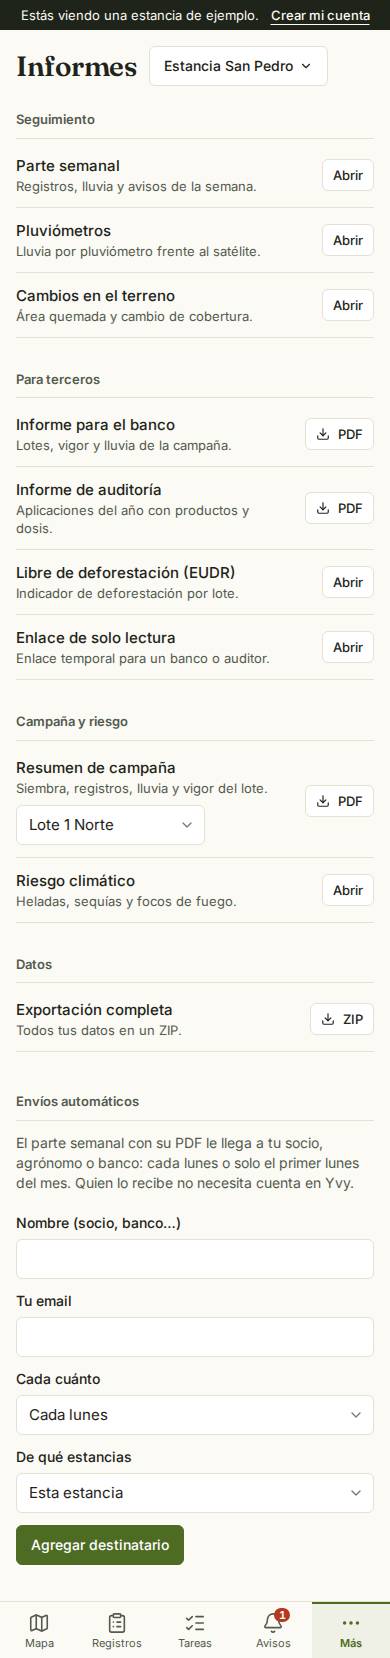 Estás viendo una estancia de ejemplo. Crear mi cuenta
Informes
Estancia San Pedro
Seguimiento
Parte semanal
Registros, lluvia y avisos de la semana.
Abrir
Pluviómetros
Lluvia por pluviómetro frente al satélite.
Abrir
Cambios en el terreno
Área quemada y cambio de cobertura.
Abrir
Para terceros
Informe para el banco
Lotes, vigor y lluvia de la campaña.
PDF
Informe de auditoría
Aplicaciones del año con productos y
dosis.
PDF
Libre de deforestación (EUDR)
Indicador de deforestación por lote.
Abrir
Enlace de solo lectura
Enlace temporal para un banco o auditor.
Abrir
Campaña y riesgo
Resumen de campaña
Siembra, registros, lluvia y vigor del lote.
Lote 1 Norte
PDF
Riesgo climático
Heladas, sequías y focos de fuego.
Abrir
Datos
Exportación completa
Todos tus datos en un ZIP.
ZIP
Envíos automáticos
El parte semanal con su PDF le llega a tu socio,
agrónomo o banco: cada lunes o solo el primer lunes
del mes. Quien lo recibe no necesita cuenta en Yvy.
Nombre (socio, banco...)
Tu email
Cada cuánto
Cada lunes
De qué estancias
Esta estancia
Agregar destinatario
Mapa
Registros
Tareas
1
Avisos
Más